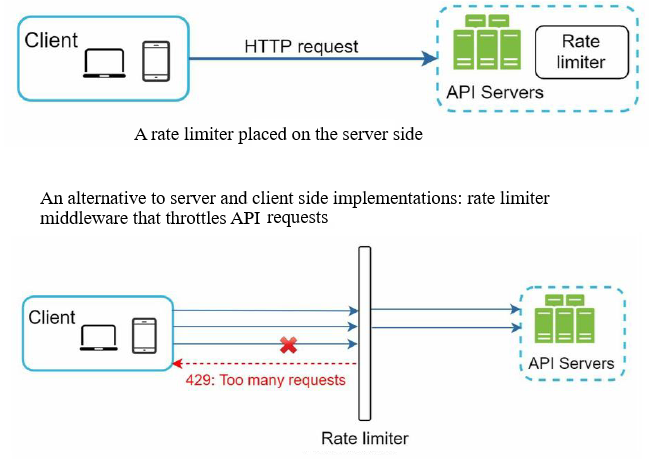 Client
HTTP request
Rate
limiter
API Servers
A rate limiter placed on the server side
An alternative to server and client side implementations: rate limiter
middleware that throttles API requests
Client
429: Too many requests
API Servers
Rate limiter